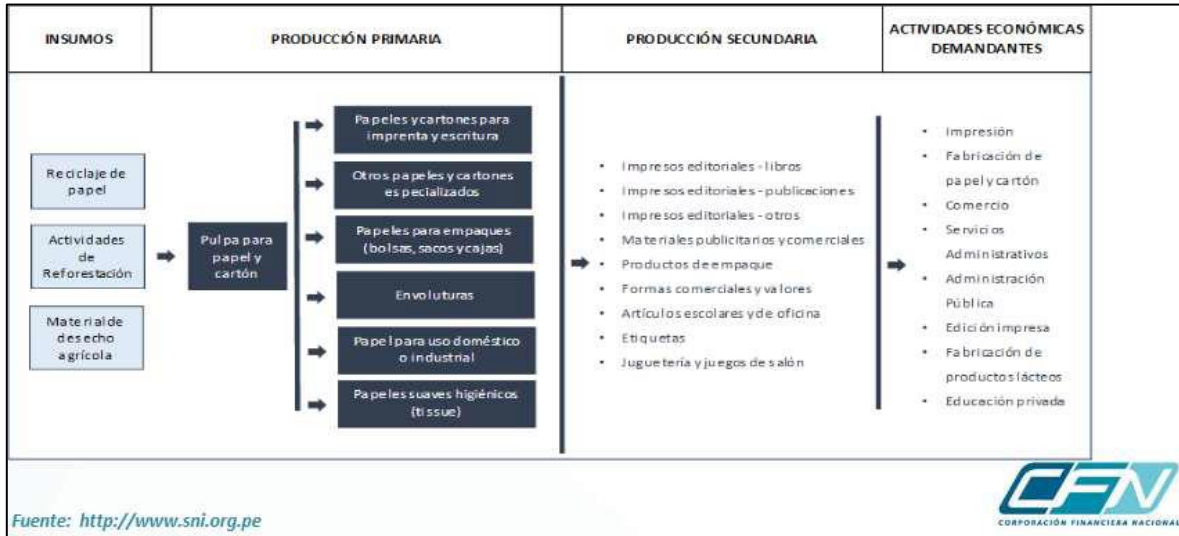 INSUMOS
PRODUCCIÓN PRIMARIA
PRODUCCIÓN SECUNDARIA
ACTIVIDADES ECONÓMICAS
DEMANDANTES
Reciclaje de
papel
Actividades
de
Reforestación
Material de
desecho
agrícola
Pulpa para
papel y
cartón
Papeles y cartones para
imprenta y escritura
Otros papeles y cartones
especializados
Papeles para empaques
(bolsas, sacos y cajas)
Envoluturas
Papel para uso doméstico
o industrial
Papeles suaves higiénicos
(tissue)
• Impresos editoriales - libros
• Impresos editoriales - publicaciones
• Impresos editoriales - otros
• Materiales publicitarios y comerciales
• Productos de empaque
• Formas comerciales y valores
• Artículos escolares y de oficina
• Etiquetas
• Juguetería y juegos de salón
• Impresión
• Fabricación de
papel y cartón
• Comercio
• Servicios
Administrativos
• Administración
Pública
• Edición impresa
• Fabricación de
productos lácteos
• Educación privada
Fuente: http://www.sni.org.pe
CFN
CORPORACIÓN FINANCIERA NACIONAL